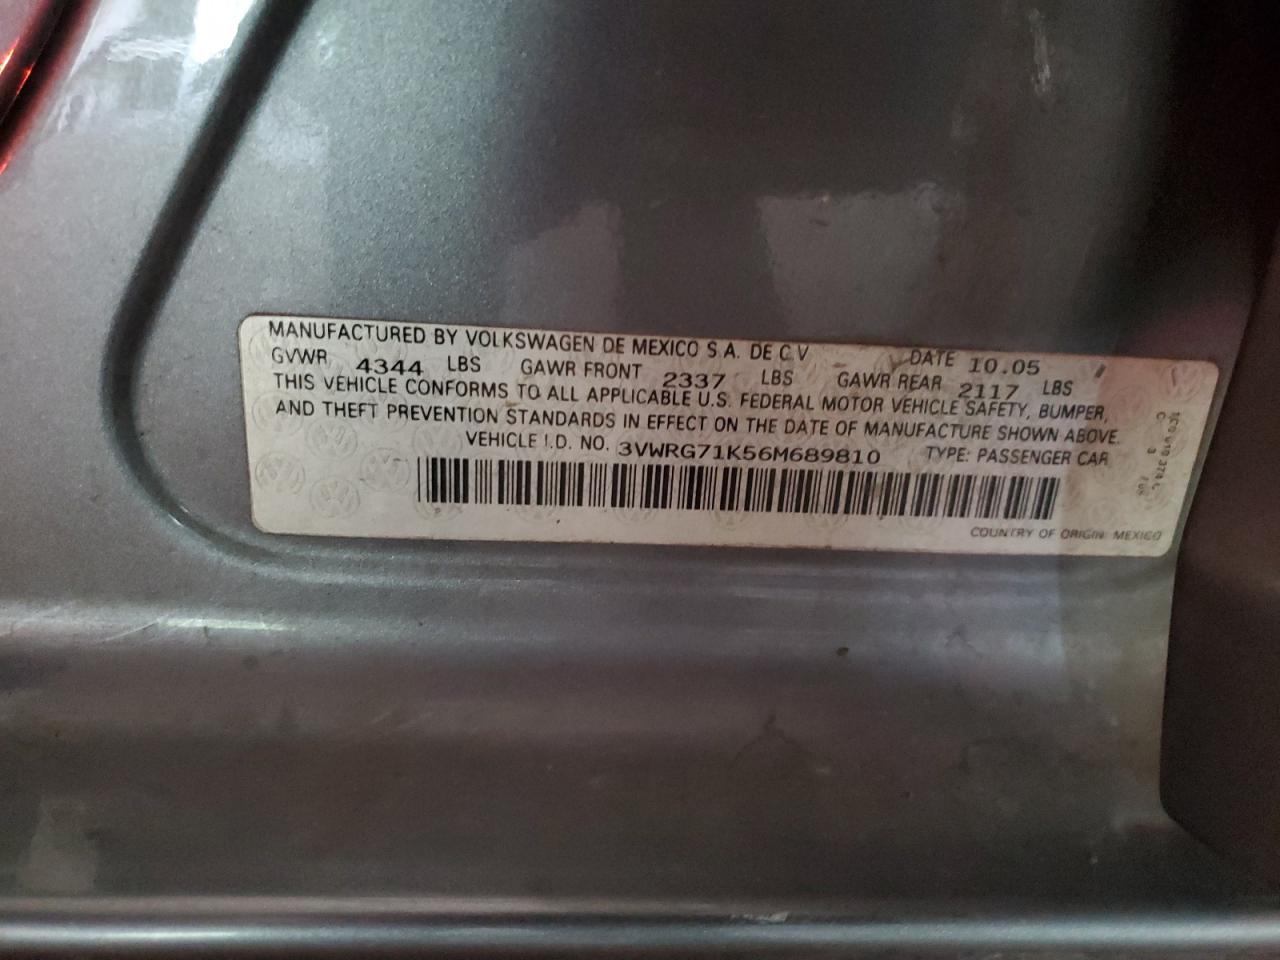 MANUFACTURED BY VOLKSWAGEN DE MEXICO S.A. DE C.V DATE 10.05
GVWR 4344 LBS GAWR FRONT 2337 LBS GAWR REAR 2117 LBS
THIS VEHICLE CONFORMS TO ALL APPLICABLE U.S. FEDERAL MOTOR VEHICLE SAFETY, BUMPER,
AND THEFT PREVENTION STANDARDS IN EFFECT ON THE DATE OF MANUFACTURE SHOWN ABOVE.
VEHICLE I.D. NO. 3VWRG71K56M689810 TYPE: PASSENGER CAR
COUNTRY OF ORIGIN: MEXICO